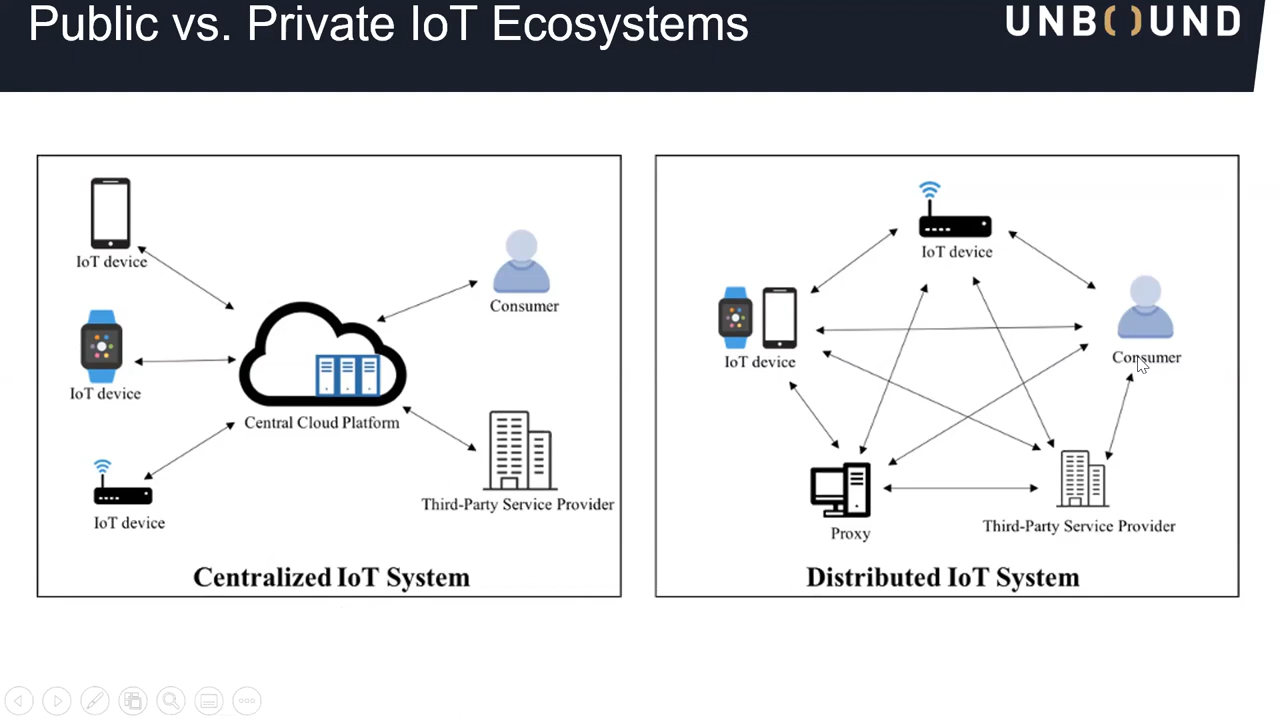 Public vs. Private IoT Ecosystems
UNBOUND
IoT device
IoT device
IoT device
Central Cloud Platform
Consumer
Third-Party Service Provider
Centralized IoT System
IoT device
IoT device
Consumer
Proxy
Third-Party Service Provider
Distributed IoT System